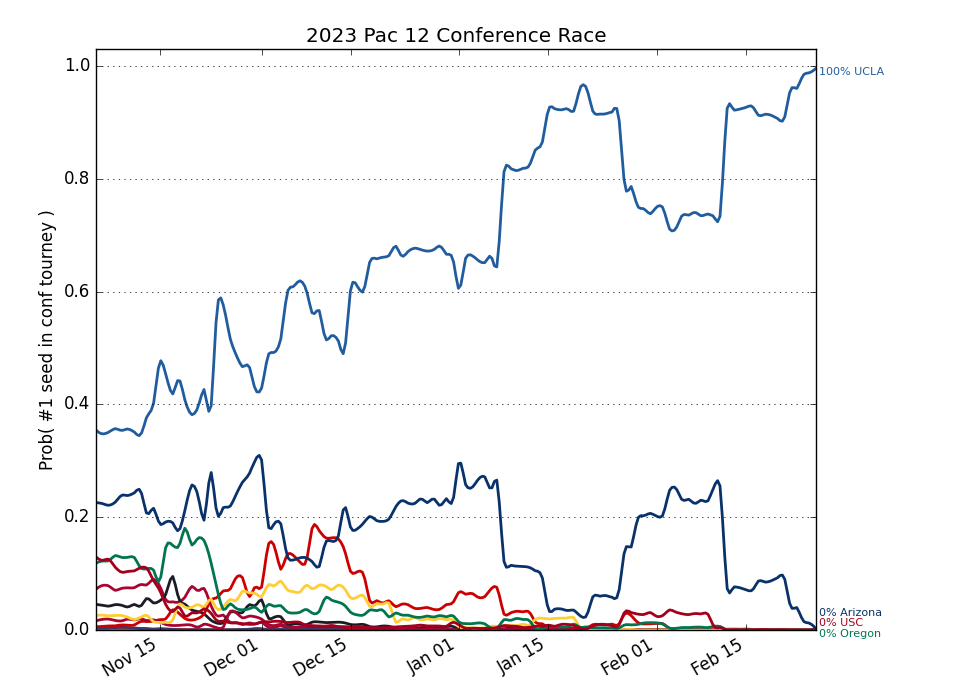 2023 Pac 12 Conference Race
Prob( #1 seed in conf tourney )
1.0
0.8
0.6
0.4
0.2
0.0
100% UCLA
0% Arizona
0% USC
0% Oregon
Nov 15
Dec 01
Dec 15
Jan 01
Jan 15
Feb 01
Feb 15